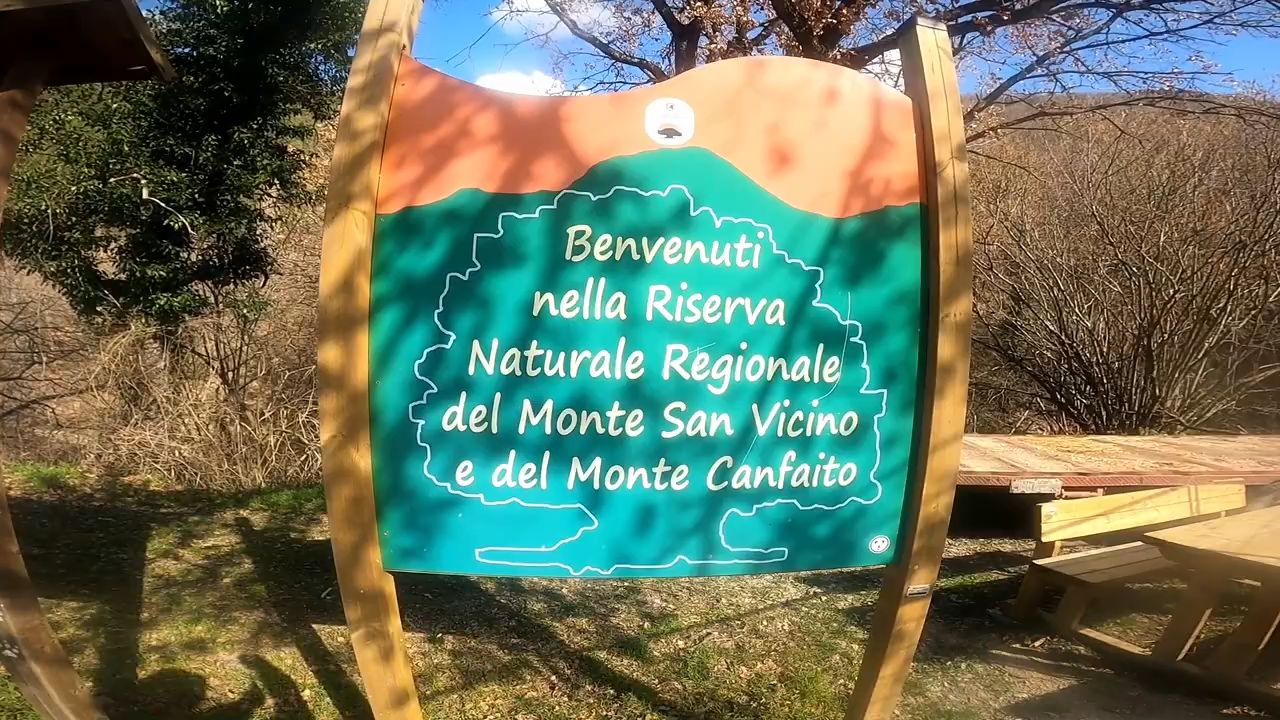 Benvenuti
nella Riserva
Naturale Regionale
del Monte San Vicino
e del Monte Canfaito